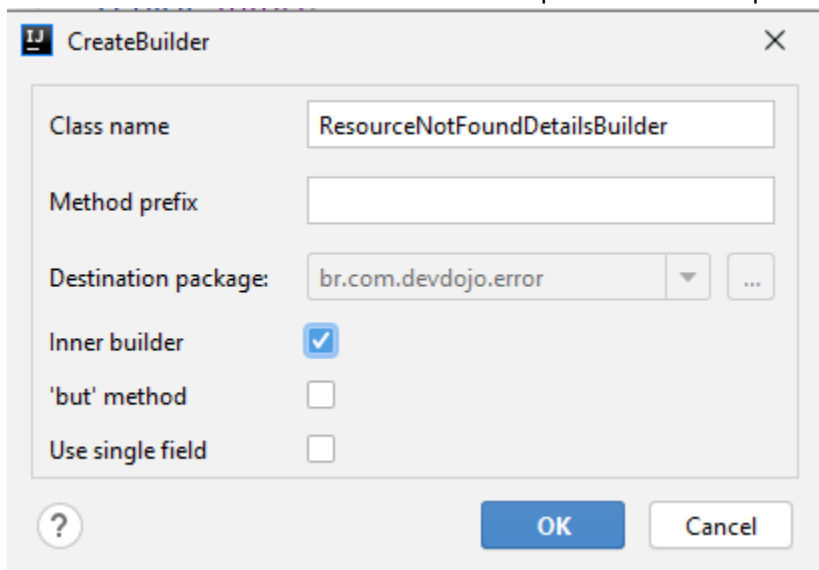 IJ CreateBuilder
Class name ResourceNotFoundDetailsBuilder
Method prefix
Destination package: br.com.devdojo.error ...
Inner builder
'but' method
Use single field
? OK Cancel